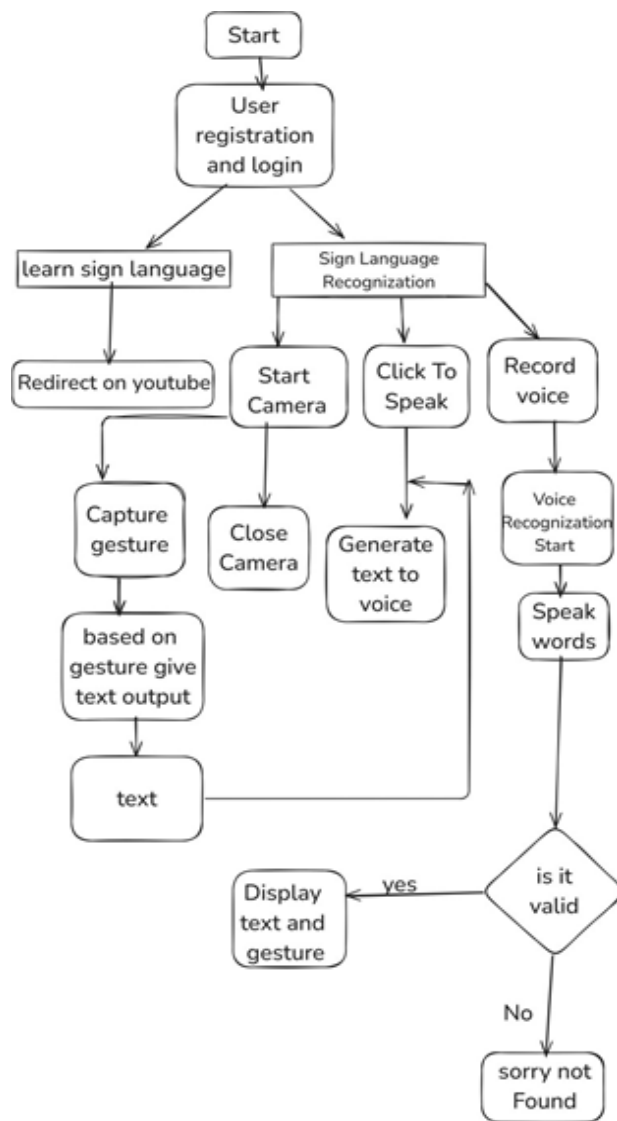 Start
User
registration
and login
learn sign language
Sign Language
Recognization
Redirect on youtube
Start
Camera
Click To
Speak
Record
voice
Capture
gesture
Close
Camera
Generate
text to
voice
Voice
Recognization
Start
based on
gesture give
text output
Speak
words
text
is it
valid
yes
Display
text and
gesture
No
sorry not
Found